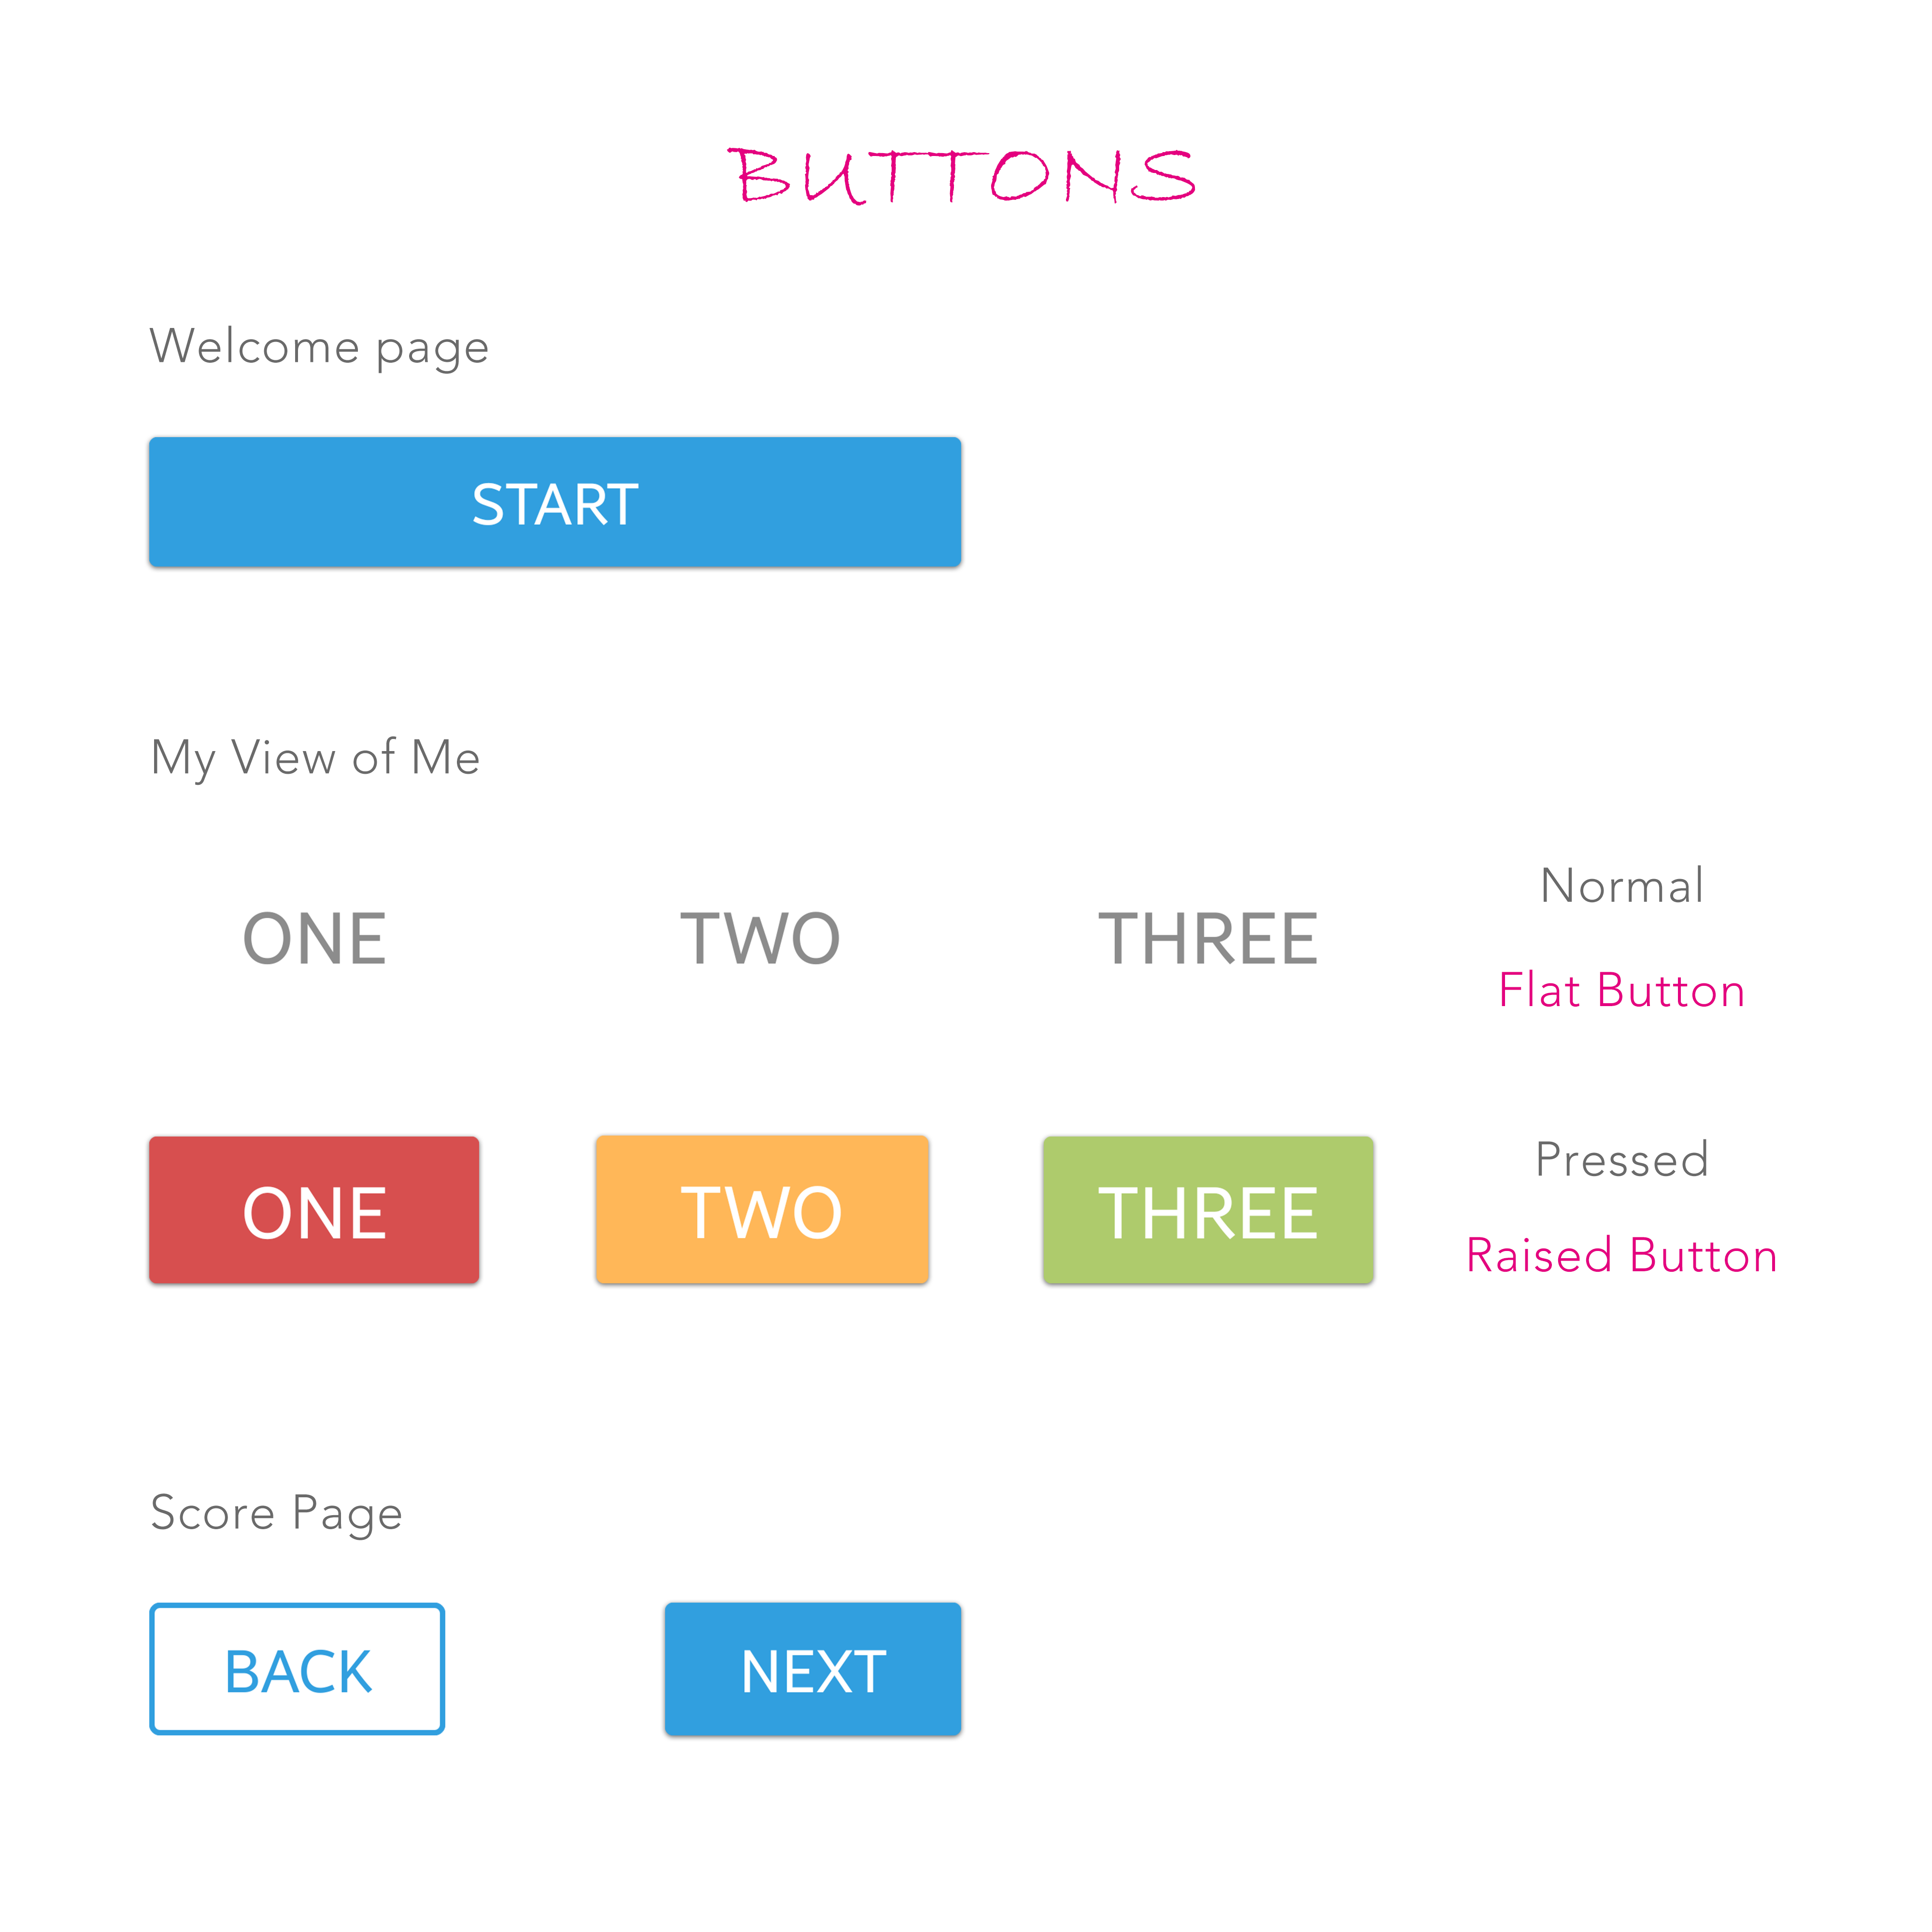 BUTTONS
Welcome page
START
My View of Me
ONE TWO THREE
Normal
Flat Button
ONE TWO THREE
Pressed
Raised Button
Score Page
BACK NEXT